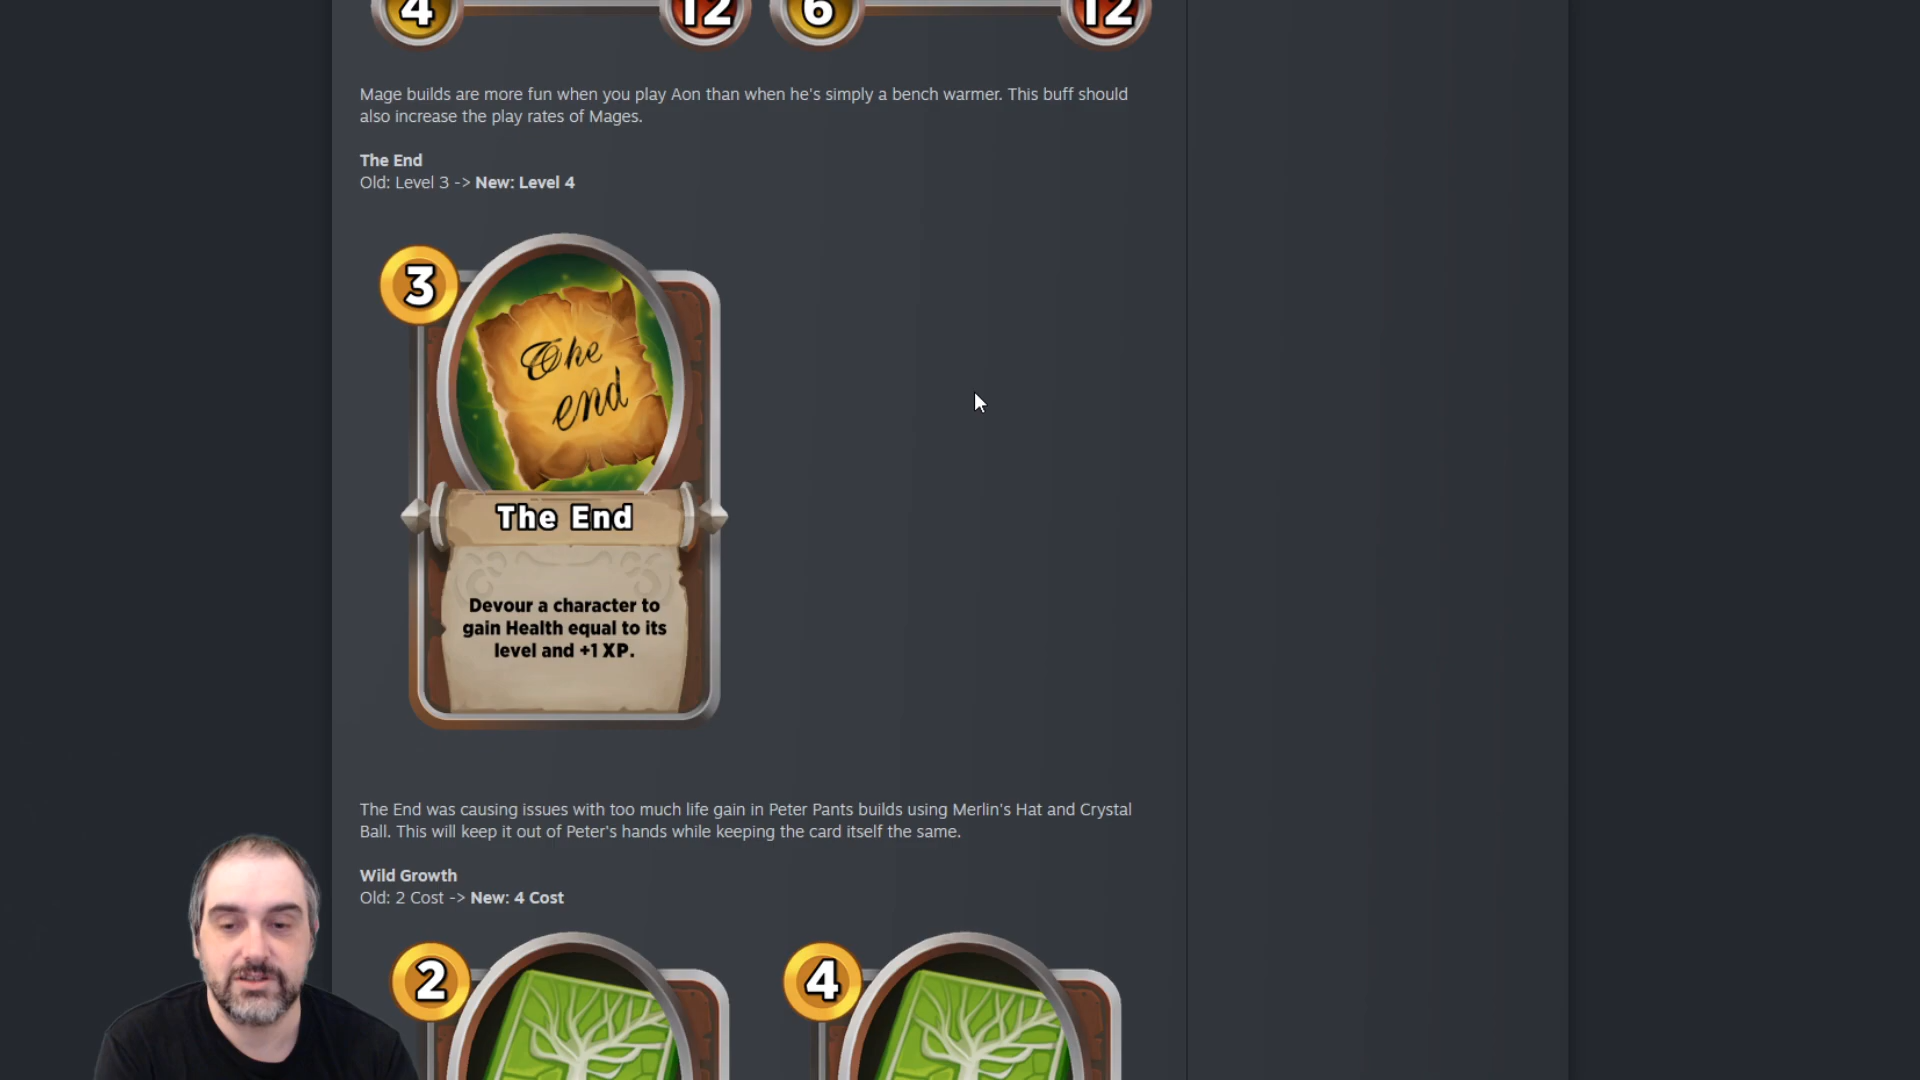 4 12 6 12
Mage builds are more fun when you play Aon than when he's simply a bench warmer. This buff should
also increase the play rates of Mages.
The End
Old: Level 3 -> New: Level 4
3
The
end
The End
Devour a character to
gain Health equal to its
level and +1 XP.
The End was causing issues with too much life gain in Peter Pants builds using Merlin's Hat and Crystal
Ball. This will keep it out of Peter's hands while keeping the card itself the same.
Wild Growth
Old: 2 Cost -> New: 4 Cost
2 4